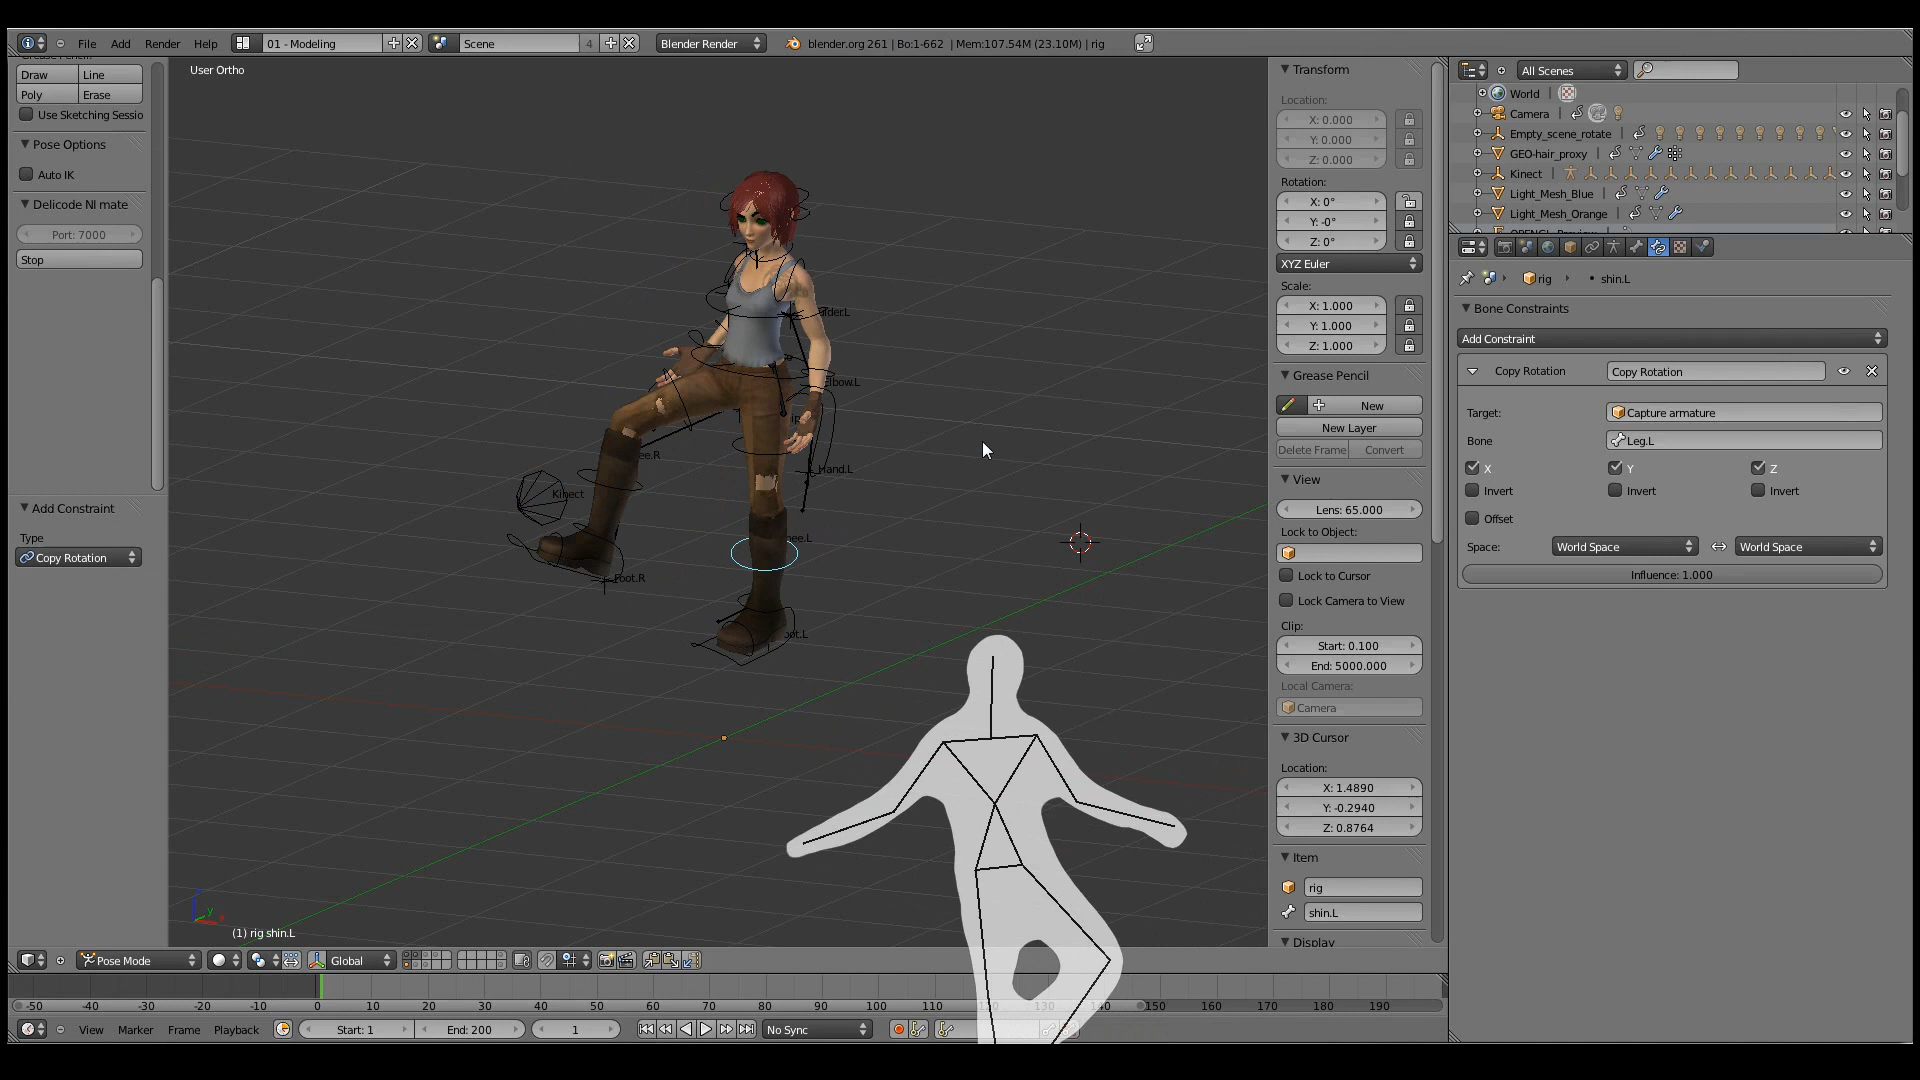 File Add Render Help 01 - Modeling Scene 4 Blender Render blender.org 261 | Bo:1-662 | Mem:107.54M (23.10M) | rig
Draw Line
Poly Erase
Use Sketching Sessio
Pose Options
Auto IK
Delicode NI mate
Port: 7000
Stop
Add Constraint
Type
Copy Rotation
User Ortho
lder.L
Elbow.L
ee.R
Hand.L
Kinect
ee.L
Foot.R
oot.L
(1) rig shin.L
Transform
Location:
X: 0.000
Y: 0.000
Z: 0.000
Rotation:
X: 0°
Y: -0°
Z: 0°
XYZ Euler
Scale:
X: 1.000
Y: 1.000
Z: 1.000
Grease Pencil
New
New Layer
Delete Frame Convert
View
Lens: 65.000
Lock to Object:
Lock to Cursor
Lock Camera to View
Clip:
Start: 0.100
End: 5000.000
Local Camera:
Camera
3D Cursor
Location:
X: 1.4890
Y: -0.2940
Z: 0.8764
Item
rig
shin.L
Display
All Scenes
World
Camera
Empty_scene_rotate
GEO-hair_proxy
Kinect
Light_Mesh_Blue
Light_Mesh_Orange
rig shin.L
Bone Constraints
Add Constraint
Copy Rotation Copy Rotation
Target: Capture armature
Bone Leg.L
X Y Z
Invert Invert Invert
Offset
Space: World Space World Space
Influence: 1.000
Pose Mode Global
-50 -40 -30 -20 -10 0 10 20 30 40 50 60 70 80 90 100 110 120 130 140 150 160 170 180 190
View Marker Frame Playback Start: 1 End: 200 1 No Sync